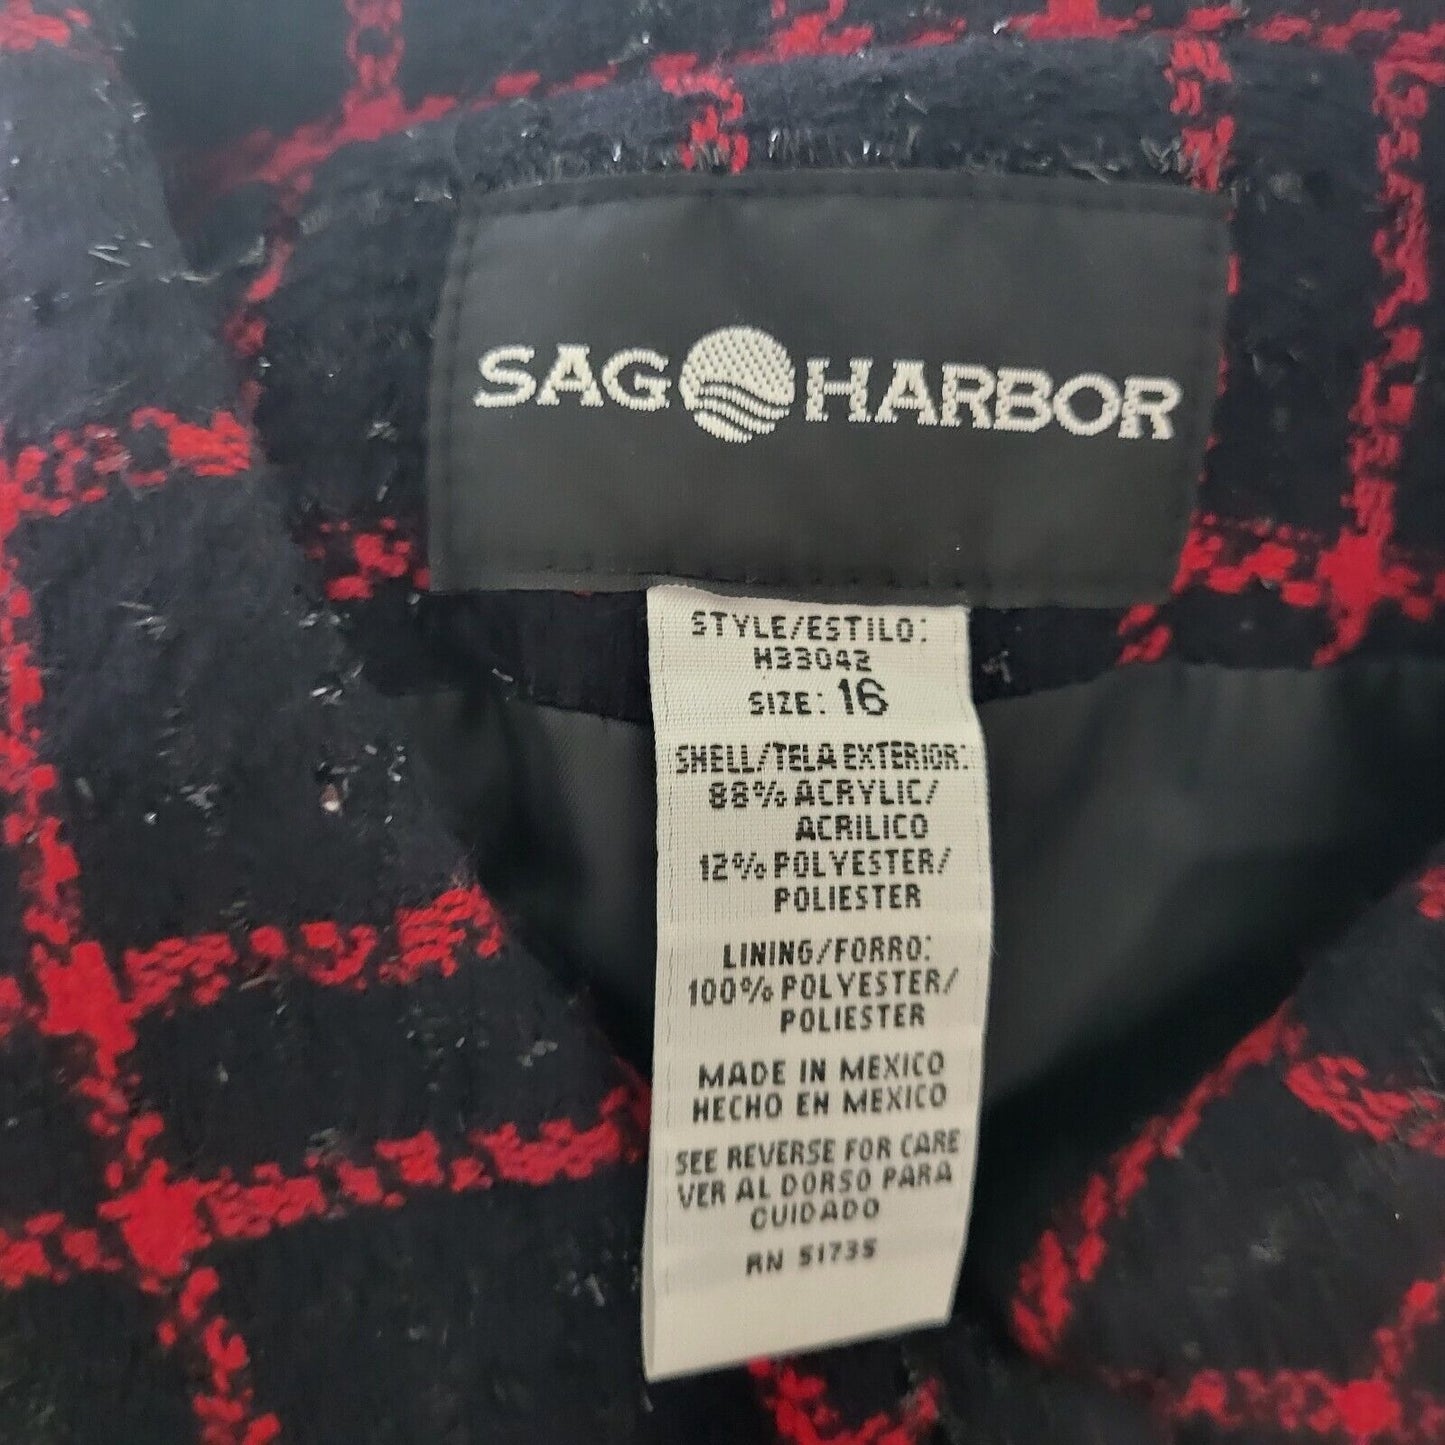 SAG HARBOR
STYLE/ESTILO:
H33042
SIZE: 16
SHELL/TELA EXTERIOR:
88% ACRYLIC/
ACRILICO
12% POLYESTER/
POLIESTER
LINING/FORRO:
100% POLYESTER/
POLIESTER
MADE IN MEXICO
HECHO EN MEXICO
SEE REVERSE FOR CARE
VER AL DORSO PARA
CUIDADO
RN 51735